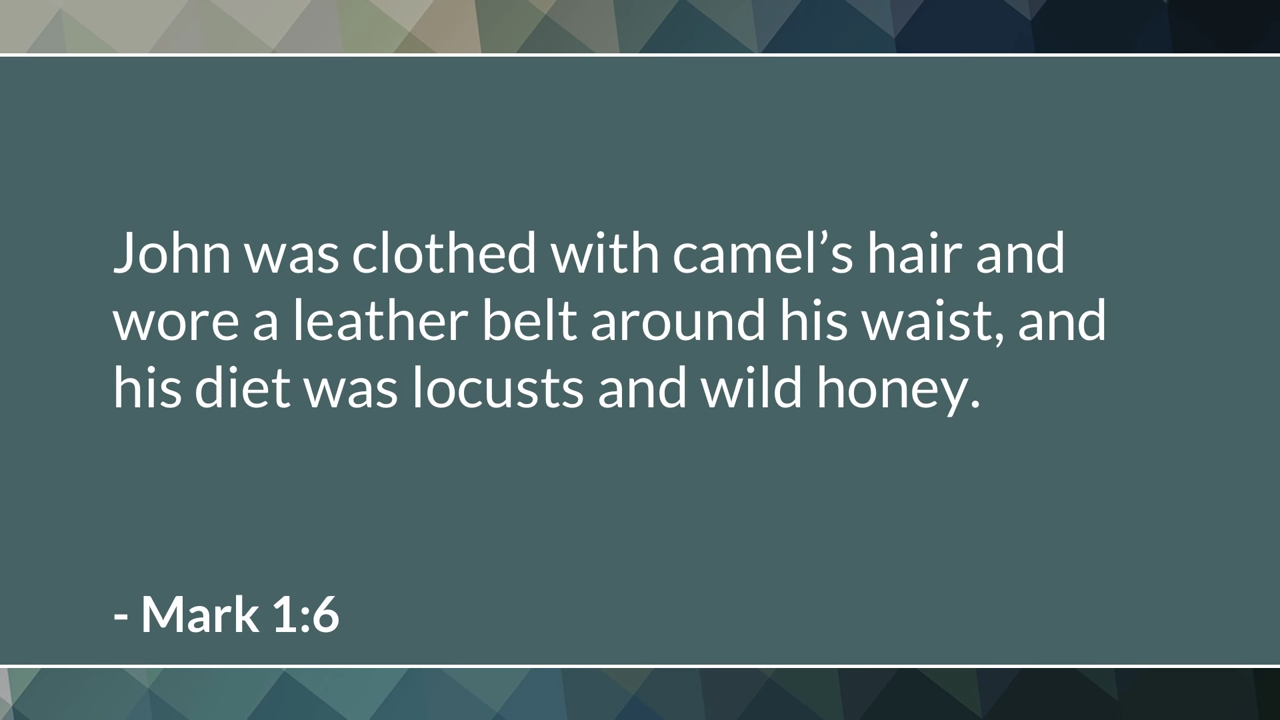 John was clothed with camel’s hair and
wore a leather belt around his waist, and
his diet was locusts and wild honey.
- Mark 1:6